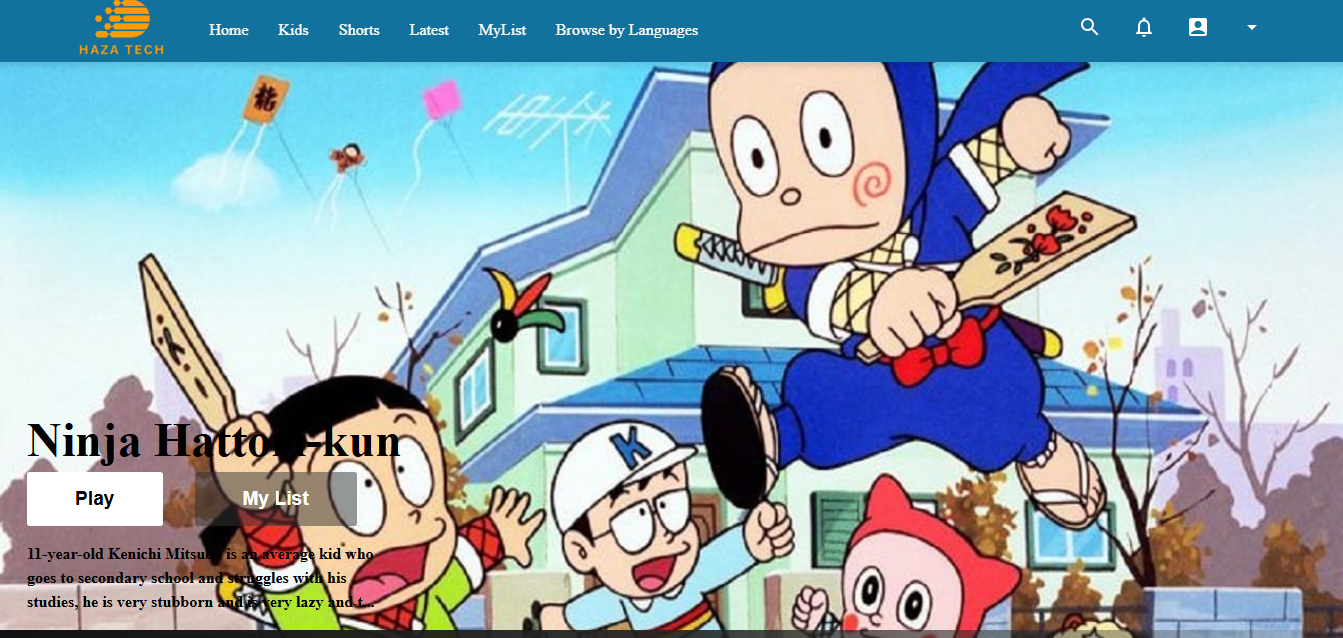 HAZA TECH
Home Kids Shorts Latest MyList Browse by Languages
龍
K
Ninja Hattori-kun
Play My List
11-year-old Kenichi Mitsuba is an average kid who
goes to secondary school and struggles with his
studies, he is very stubborn and is very lazy and t...